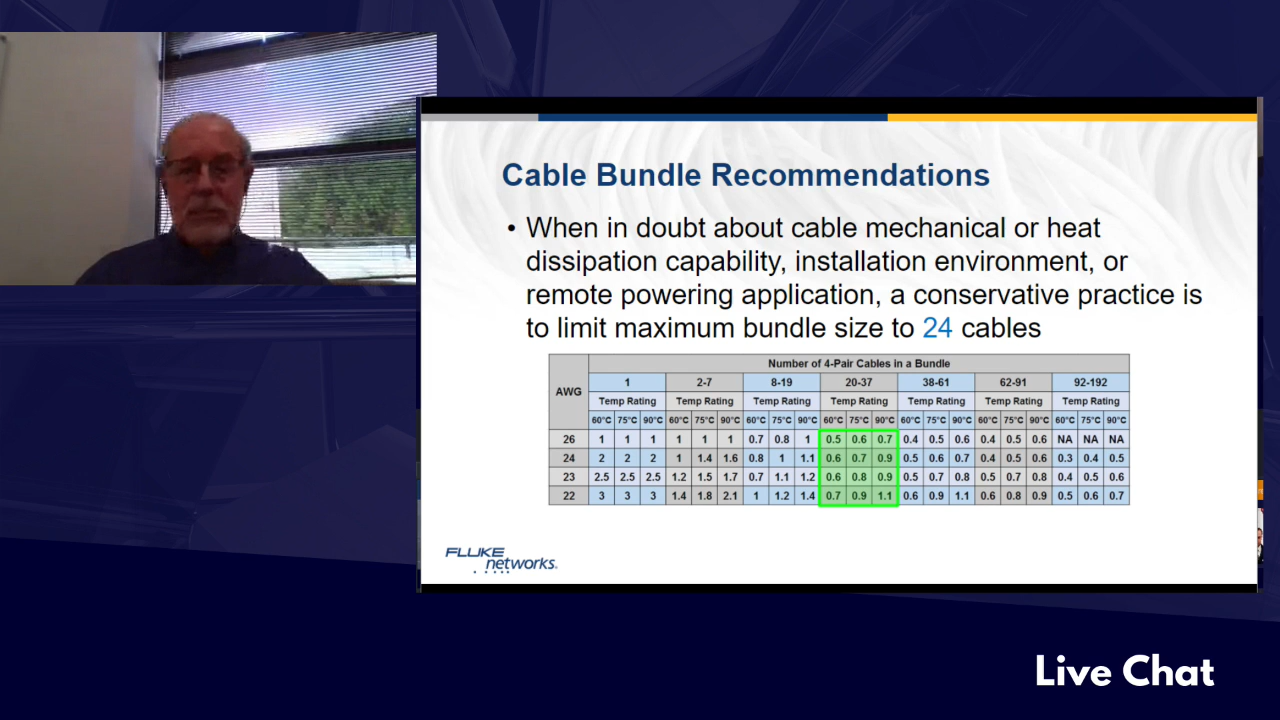 Cable Bundle Recommendations
• When in doubt about cable mechanical or heat
dissipation capability, installation environment, or
remote powering application, a conservative practice is
to limit maximum bundle size to 24 cables
AWG
Number of 4-Pair Cables in a Bundle
1 2-7 8-19 20-37 38-61 62-91 92-192
Temp Rating Temp Rating Temp Rating Temp Rating Temp Rating Temp Rating Temp Rating
60°C 75°C 90°C 60°C 75°C 90°C 60°C 75°C 90°C 60°C 75°C 90°C 60°C 75°C 90°C 60°C 75°C 90°C 60°C 75°C 90°C
26 1 1 1 1 1 1 0.7 0.8 1 0.5 0.6 0.7 0.4 0.5 0.6 0.4 0.5 0.6 NA NA NA
24 2 2 2 1 1.4 1.6 0.8 1 1.1 0.6 0.7 0.9 0.5 0.6 0.7 0.4 0.5 0.6 0.3 0.4 0.5
23 2.5 2.5 2.5 1.2 1.5 1.7 0.7 1.1 1.2 0.6 0.8 0.9 0.5 0.7 0.8 0.5 0.7 0.8 0.4 0.5 0.6
22 3 3 3 1.4 1.8 2.1 1 1.2 1.4 0.7 0.9 1.1 0.6 0.9 1.1 0.6 0.8 0.9 0.5 0.6 0.7
FLUKE
networks.
Live Chat